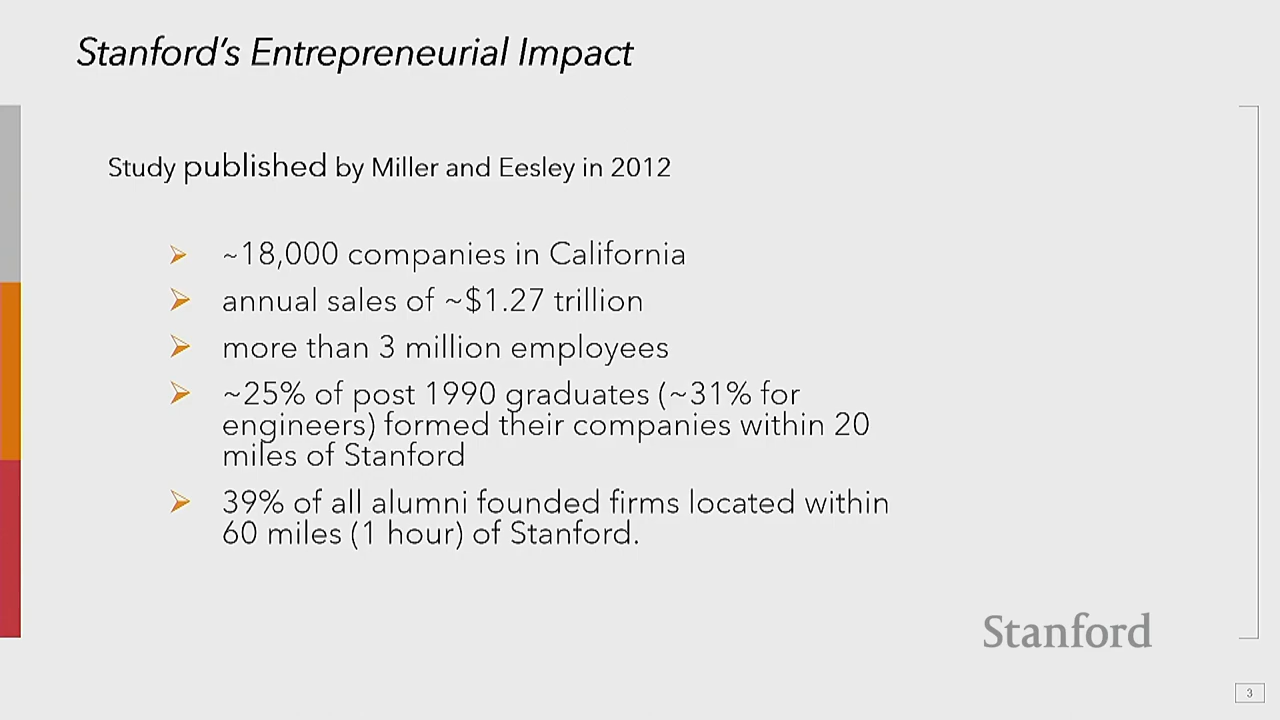 Stanford's Entrepreneurial Impact
Study published by Miller and Eesley in 2012
~18,000 companies in California
annual sales of ~$1.27 trillion
more than 3 million employees
~25% of post 1990 graduates (~31% for
engineers) formed their companies within 20
miles of Stanford
39% of all alumni founded firms located within
60 miles (1 hour) of Stanford.
Stanford
3